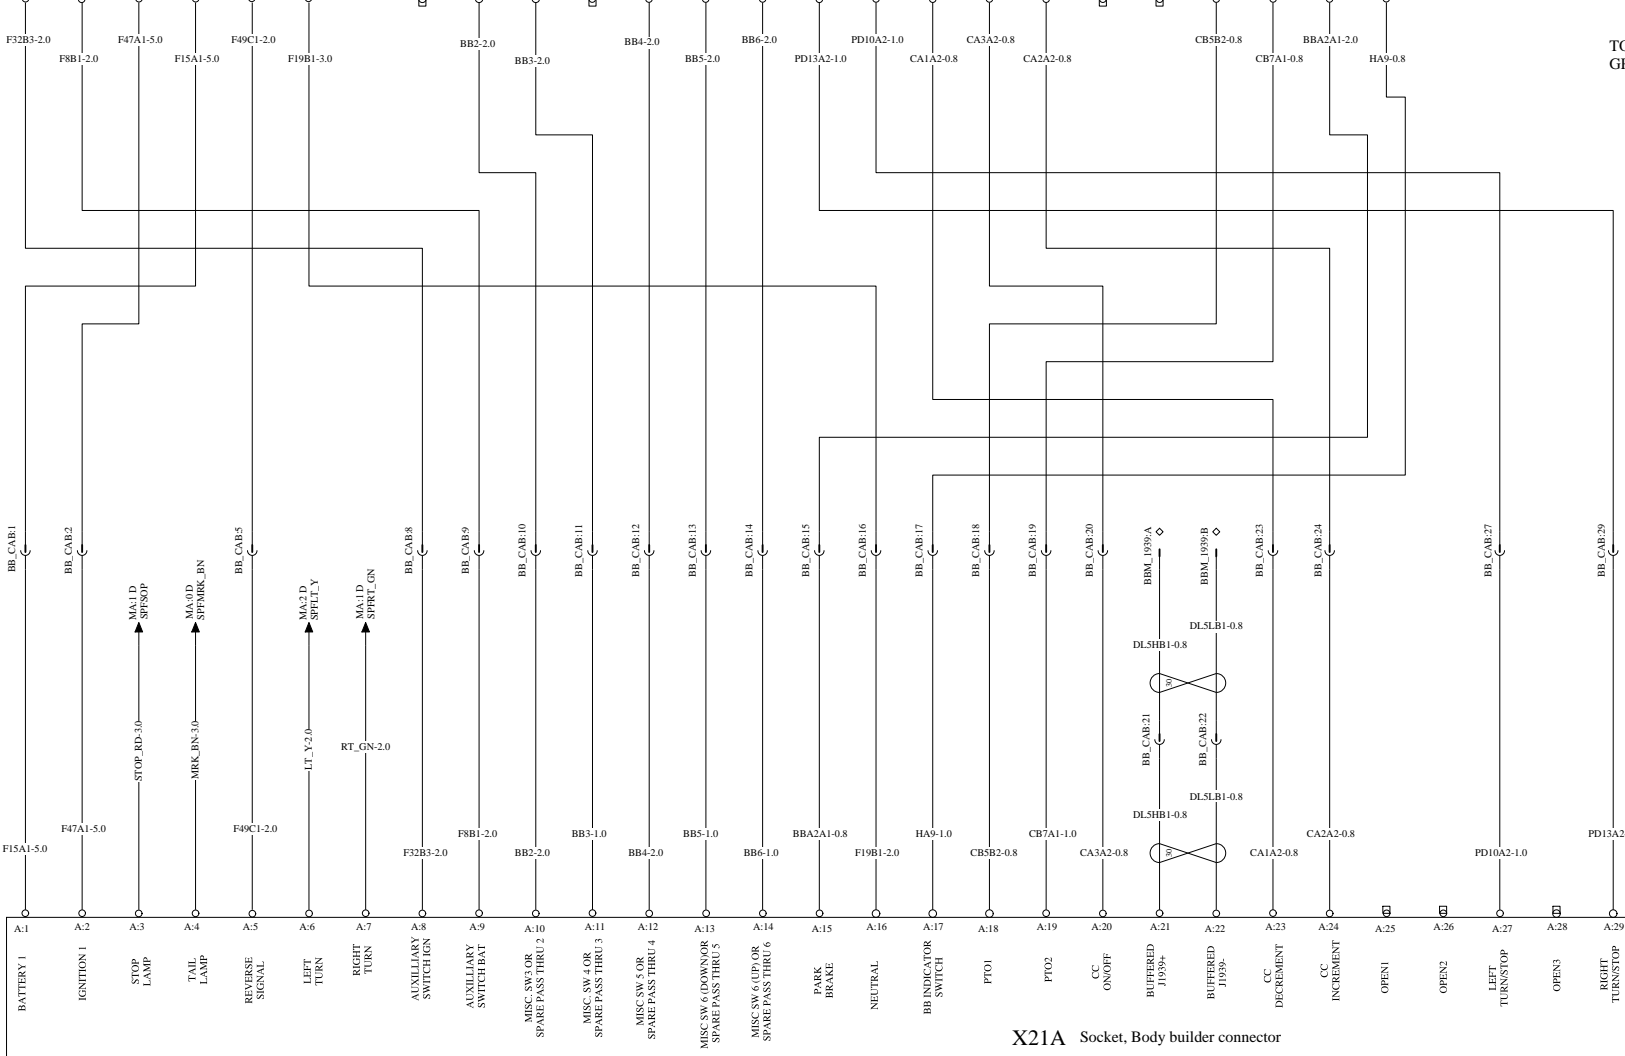 F32B3-2.0
F47A1-5.0
F49C1-2.0
BB2-2.0
BB4-2.0
BB6-2.0
PD10A2-1.0
CA3A2-0.8
CB5B2-0.8
BBA2A1-2.0
F8B1-2.0
F15A1-5.0
F19B1-3.0
BB3-2.0
BB5-2.0
PD13A2-1.0
CA1A2-0.8
CA2A2-0.8
CB7A1-0.8
HA9-0.8
BB_CAB:1
BB_CAB:2
BB_CAB:5
BB_CAB:8
BB_CAB:9
BB_CAB:10
BB_CAB:11
BB_CAB:12
BB_CAB:13
BB_CAB:14
BB_CAB:15
BB_CAB:16
BB_CAB:17
BB_CAB:18
BB_CAB:19
BB_CAB:20
BBM_1939:A
BBM_1939:B
BB_CAB:23
BB_CAB:24
BB_CAB:27
BB_CAB:29
MA:1 D
SPFSOP
MA:0 D
SPFMRK_BN
MA:2 D
SPFLT_Y
MA:1 D
SPFRT_GN
DL5HB1-0.8
DL5LB1-0.8
30
STOP_RD-3.0
MRK_BN-3.0
LT_Y-2.0
RT_GN-2.0
BB_CAB:21
BB_CAB:22
DL5HB1-0.8
DL5LB1-0.8
30
F15A1-5.0
F47A1-5.0
F49C1-2.0
F32B3-2.0
F8B1-2.0
BB2-2.0
BB3-1.0
BB4-2.0
BB5-1.0
BB6-1.0
BBA2A1-0.8
F19B1-2.0
HA9-1.0
CB5B2-0.8
CB7A1-1.0
CA3A2-0.8
CA1A2-0.8
CA2A2-0.8
PD10A2-1.0
PD13A2
A:1
A:2
A:3
A:4
A:5
A:6
A:7
A:8
A:9
A:10
A:11
A:12
A:13
A:14
A:15
A:16
A:17
A:18
A:19
A:20
A:21
A:22
A:23
A:24
A:25
A:26
A:27
A:28
A:29
BATTERY 1
IGNITION 1
STOP
LAMP
TAIL
LAMP
REVERSE
SIGNAL
LEFT
TURN
RIGHT
TURN
AUXILLIARY
SWITCH IGN
AUXILLIARY
SWITCH BAT
MISC. SW3 OR
SPARE PASS THRU 2
MISC. SW 4 OR
SPARE PASS THRU 3
MISC SW 5 OR
SPARE PASS THRU 4
MISC SW 6 (DOWN)OR
SPARE PASS THRU 5
MISC SW 6 (UP) OR
SPARE PASS THRU 6
PARK
BRAKE
NEUTRAL
BB INDICATOR
SWITCH
PTO1
PTO2
CC
ON/OFF
BUFFERED
J1939+
BUFFERED
J1939-
CC
DECREMENT
CC
INCREMENT
OPEN1
OPEN2
LEFT
TURN/STOP
OPEN3
RIGHT
TURN/STOP
X21A Socket, Body builder connector